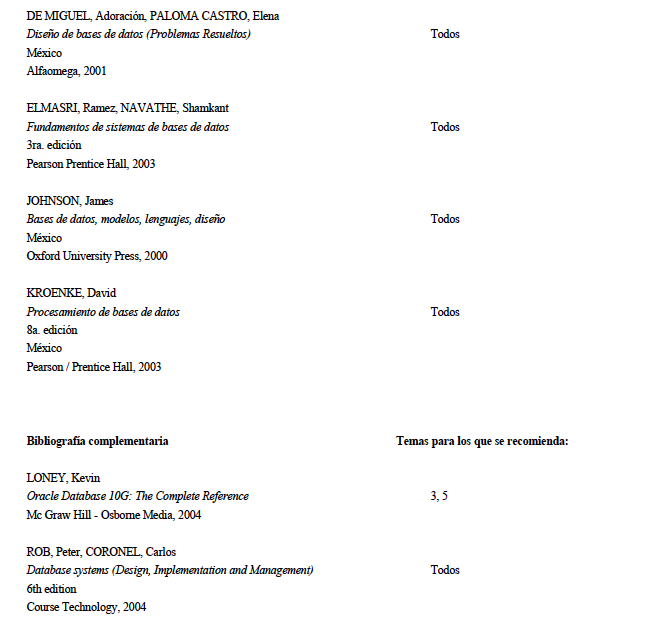 DE MIGUEL, Adoración, PALOMA CASTRO, Elena
Diseño de bases de datos (Problemas Resueltos) Todos
México
Alfaomega, 2001
ELMASRI, Ramez, NAVATHE, Shamkant
Fundamentos de sistemas de bases de datos Todos
3ra. edición
Pearson Prentice Hall, 2003
JOHNSON, James
Bases de datos, modelos, lenguajes, diseño Todos
México
Oxford University Press, 2000
KROENKE, David
Procesamiento de bases de datos Todos
8a. edición
México
Pearson / Prentice Hall, 2003
Bibliografía complementaria Temas para los que se recomienda:
LONEY, Kevin
Oracle Database 10G: The Complete Reference 3, 5
Mc Graw Hill - Osborne Media, 2004
ROB, Peter, CORONEL, Carlos
Database systems (Design, Implementation and Management) Todos
6th edition
Course Technology, 2004